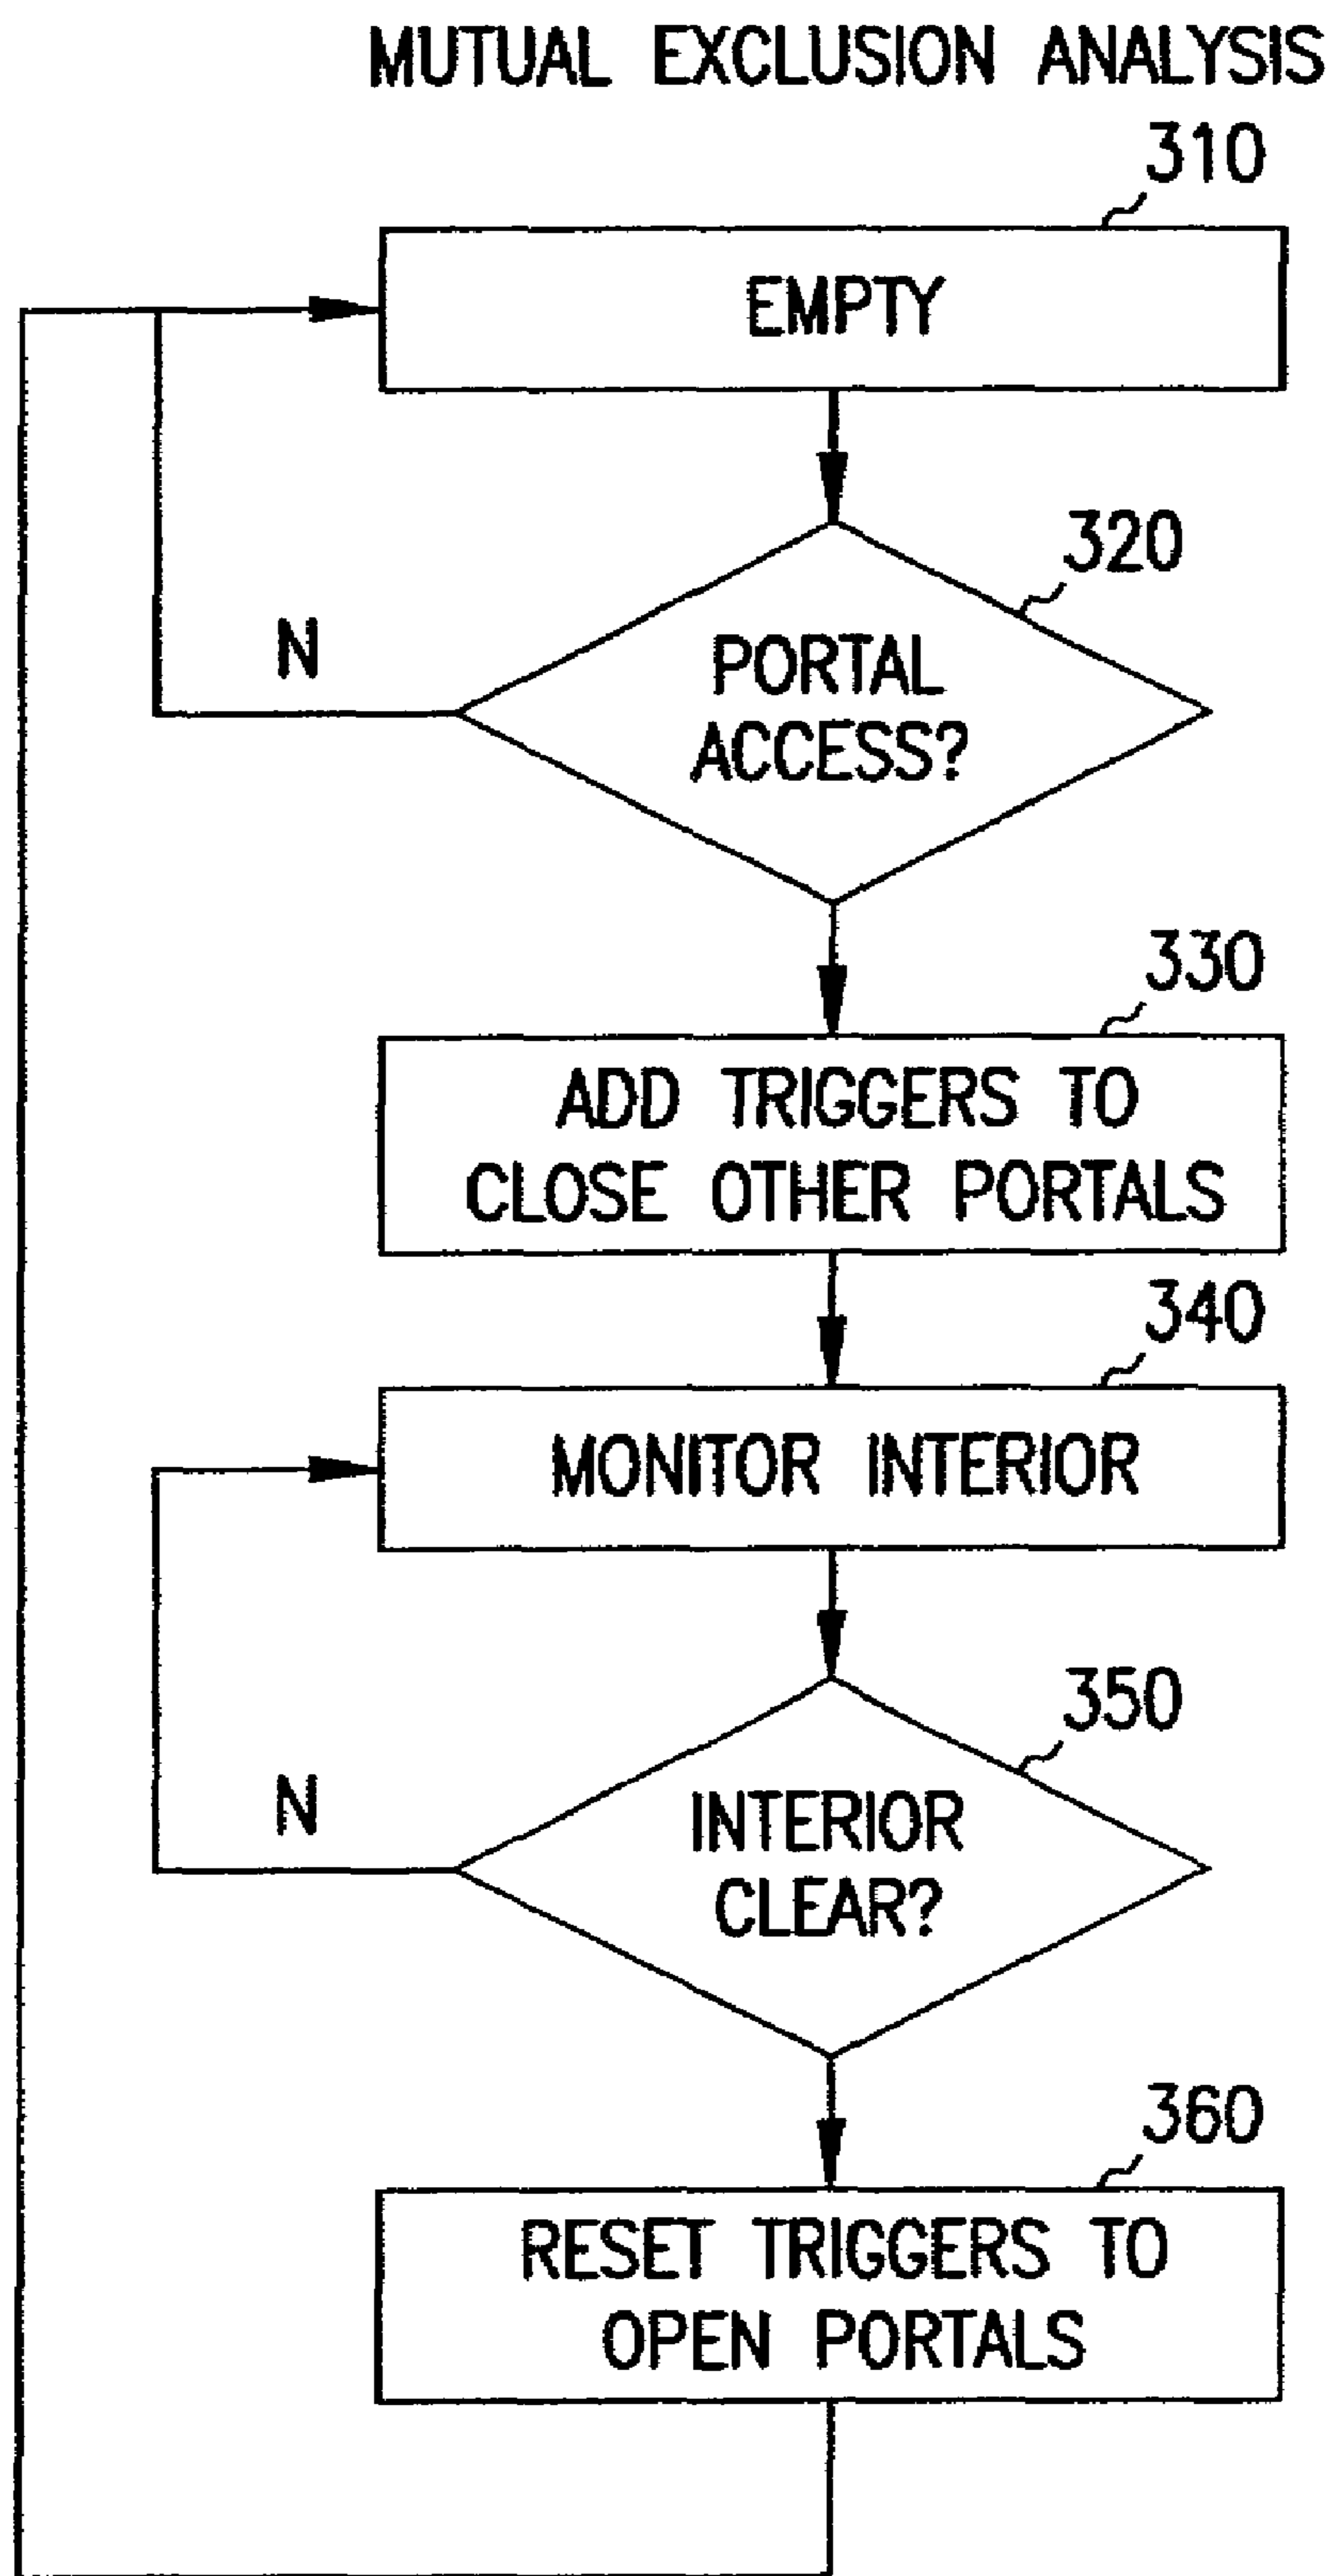 MUTUAL EXCLUSION ANALYSIS
310
EMPTY
320
PORTAL
ACCESS?
N
330
ADD TRIGGERS TO
CLOSE OTHER PORTALS
340
MONITOR INTERIOR
350
INTERIOR
CLEAR?
N
360
RESET TRIGGERS TO
OPEN PORTALS